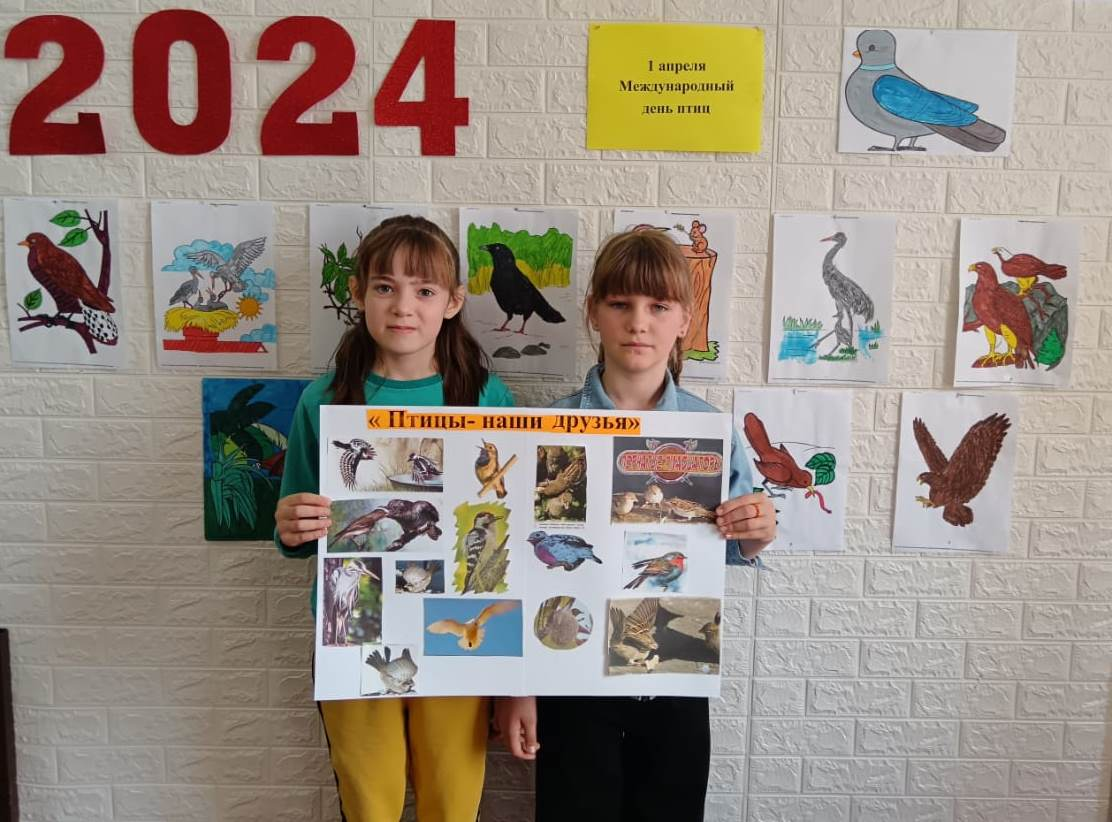 2024
1 апреля
Международный
день птиц
« Птицы- наши друзья»